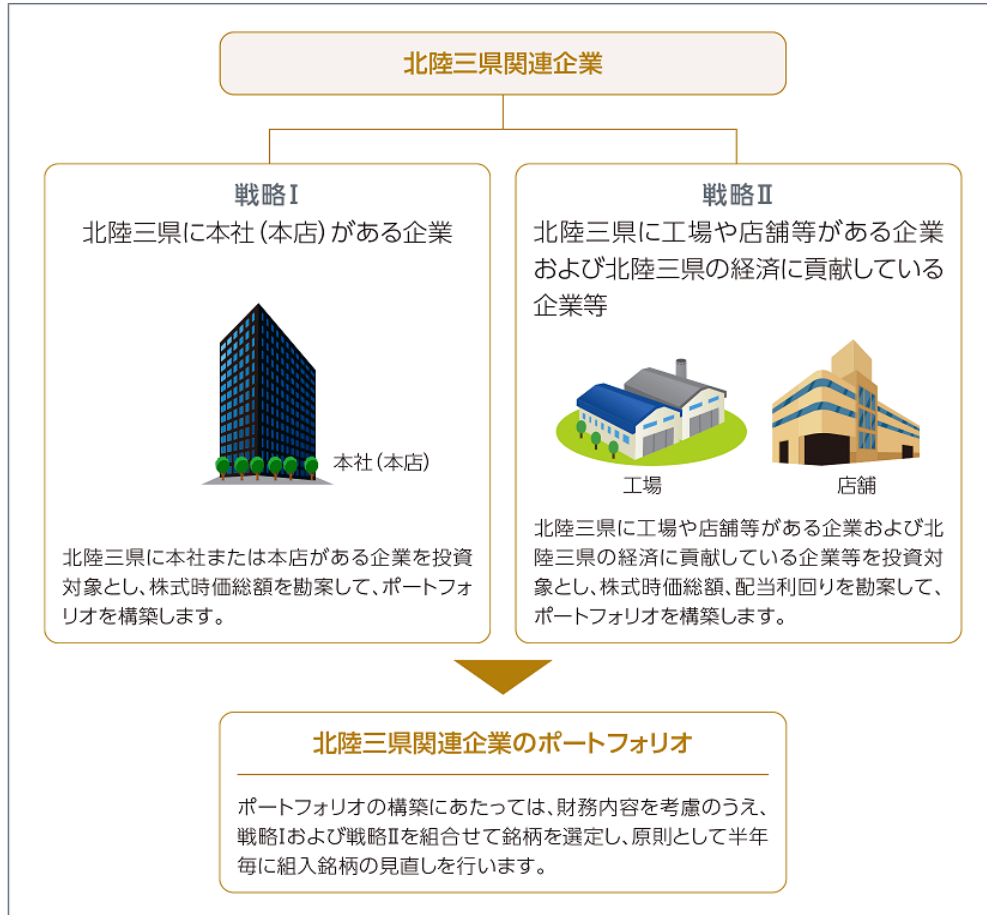 北陸三県関連企業
戦略Ⅰ
北陸三県に本社(本店)がある企業
本社(本店)
北陸三県に本社または本店がある企業を投資
対象とし、株式時価総額を勘案して、ポートフォ
リオを構築します。
戦略Ⅱ
北陸三県に工場や店舗等がある企業
および北陸三県の経済に貢献している
企業等
工場
店舗
北陸三県に工場や店舗等がある企業および北
陸三県の経済に貢献している企業等を投資対
象とし、株式時価総額、配当利回りを勘案して、
ポートフォリオを構築します。
北陸三県関連企業のポートフォリオ
ポートフォリオの構築にあたっては、財務内容を考慮のうえ、
戦略Ⅰおよび戦略Ⅱを組合せて銘柄を選定し、原則として半年
毎に組入銘柄の見直しを行います。